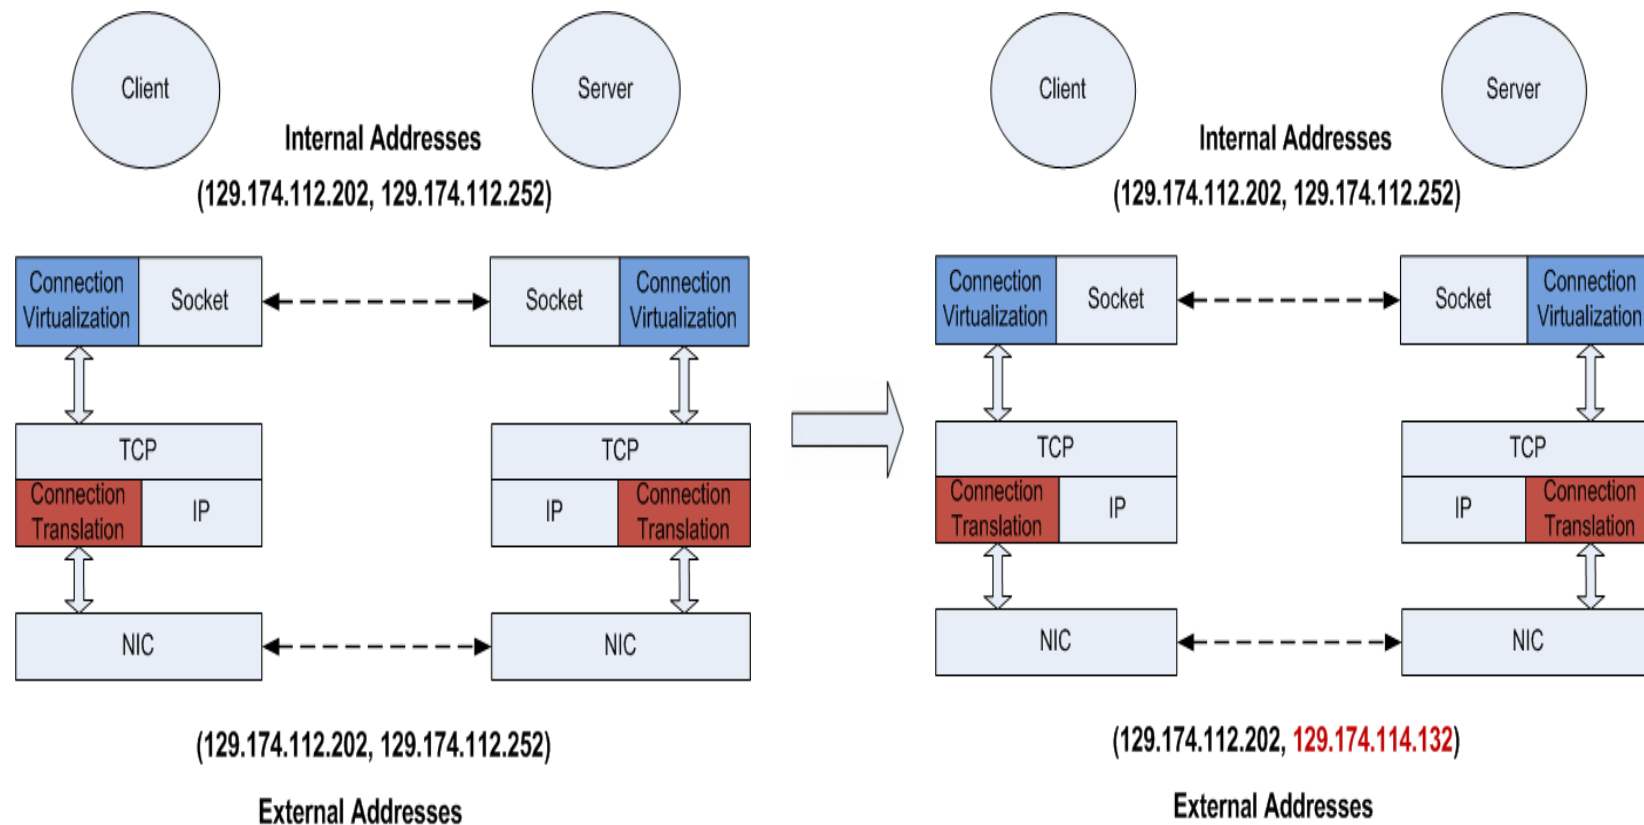 Client
Server
Internal Addresses
(129.174.112.202, 129.174.112.252)
Connection
Virtualization
Socket
Socket
Connection
Virtualization
TCP
Connection
Translation
IP
TCP
IP
Connection
Translation
NIC
NIC
(129.174.112.202, 129.174.112.252)
External Addresses
Client
Server
Internal Addresses
(129.174.112.202, 129.174.112.252)
Connection
Virtualization
Socket
Socket
Connection
Virtualization
TCP
Connection
Translation
IP
TCP
IP
Connection
Translation
NIC
NIC
(129.174.112.202, 129.174.114.132)
External Addresses